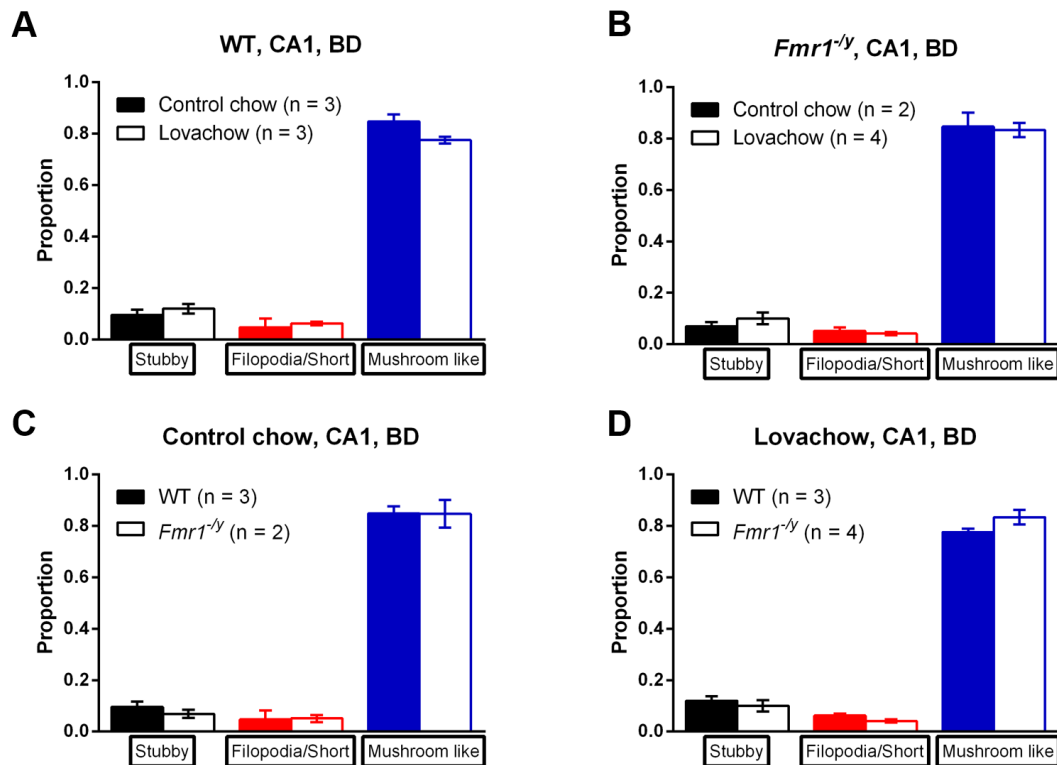 A
WT, CA1, BD
Proportion
1.0
0.8
0.6
0.4
0.2
0.0
Control chow (n = 3)
Lovachow (n = 3)
Stubby
Filopodia/Short
Mushroom like
B
Fmr1-/y, CA1, BD
Proportion
1.0
0.8
0.6
0.4
0.2
0.0
Control chow (n = 2)
Lovachow (n = 4)
Stubby
Filopodia/Short
Mushroom like
C
Control chow, CA1, BD
Proportion
1.0
0.8
0.6
0.4
0.2
0.0
WT (n = 3)
Fmr1-/y (n = 2)
Stubby
Filopodia/Short
Mushroom like
D
Lovachow, CA1, BD
Proportion
1.0
0.8
0.6
0.4
0.2
0.0
WT (n = 3)
Fmr1-/y (n = 4)
Stubby
Filopodia/Short
Mushroom like